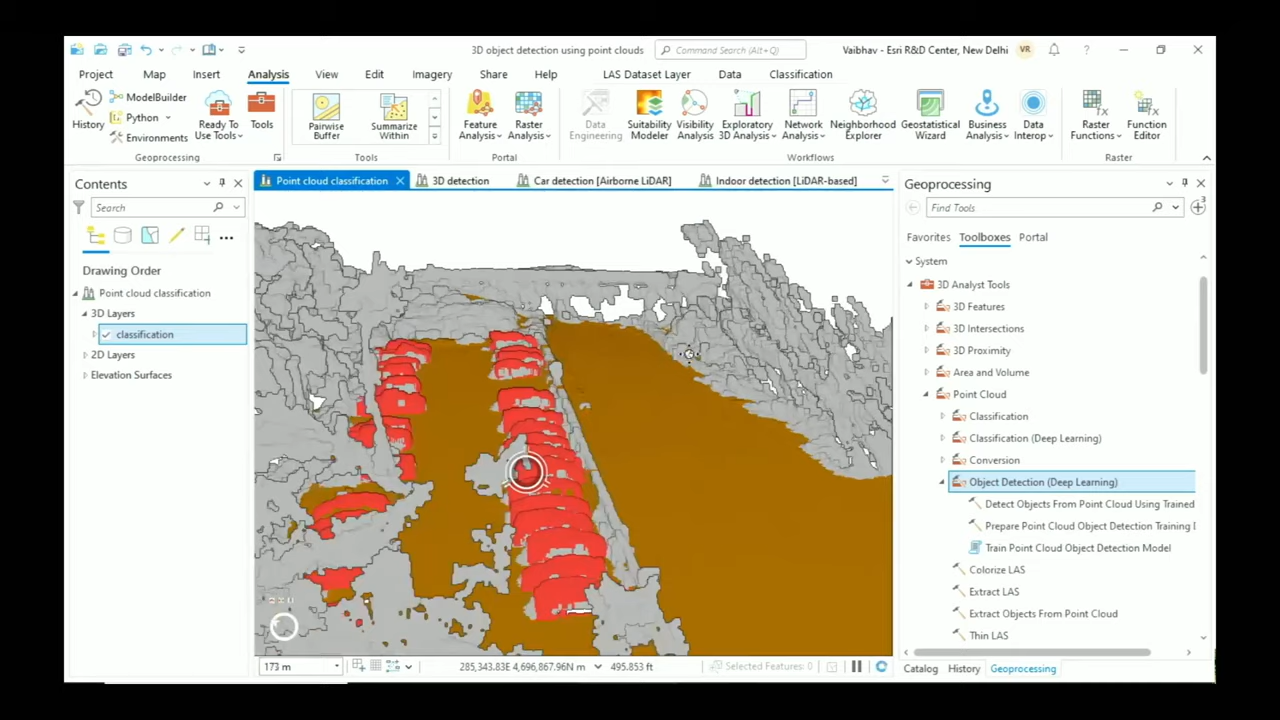 3D object detection using point clouds
Command Search (Alt+Q)
Vaibhav - Esri R&D Center, New Delhi
VR
?
Project
Map
Insert
Analysis
View
Edit
Imagery
Share
Help
LAS Dataset Layer
Data
Classification
History
ModelBuilder
Python
Environments
Ready To Use Tools
Tools
Geoprocessing
Pairwise Buffer
Summarize Within
Tools
Feature Analysis
Raster Analysis
Portal
Data Engineering
Suitability Modeler
Visibility Analysis
Exploratory 3D Analysis
Network Analysis
Neighborhood Explorer
Geostatistical Wizard
Business Analysis
Data Interop
Workflows
Raster Functions
Function Editor
Raster
Contents
Search
Drawing Order
Point cloud classification
3D Layers
classification
2D Layers
Elevation Surfaces
Point cloud classification
3D detection
Car detection [Airborne LiDAR]
Indoor detection [LiDAR-based]
173 m
285,343.83E 4,696,867.96N m
495.853 ft
Selected Features: 0
Geoprocessing
Find Tools
3
Favorites
Toolboxes
Portal
System
3D Analyst Tools
3D Features
3D Intersections
3D Proximity
Area and Volume
Point Cloud
Classification
Classification (Deep Learning)
Conversion
Object Detection (Deep Learning)
Detect Objects From Point Cloud Using Trained
Prepare Point Cloud Object Detection Training
Train Point Cloud Object Detection Model
Colorize LAS
Extract LAS
Extract Objects From Point Cloud
Thin LAS
Catalog
History
Geoprocessing